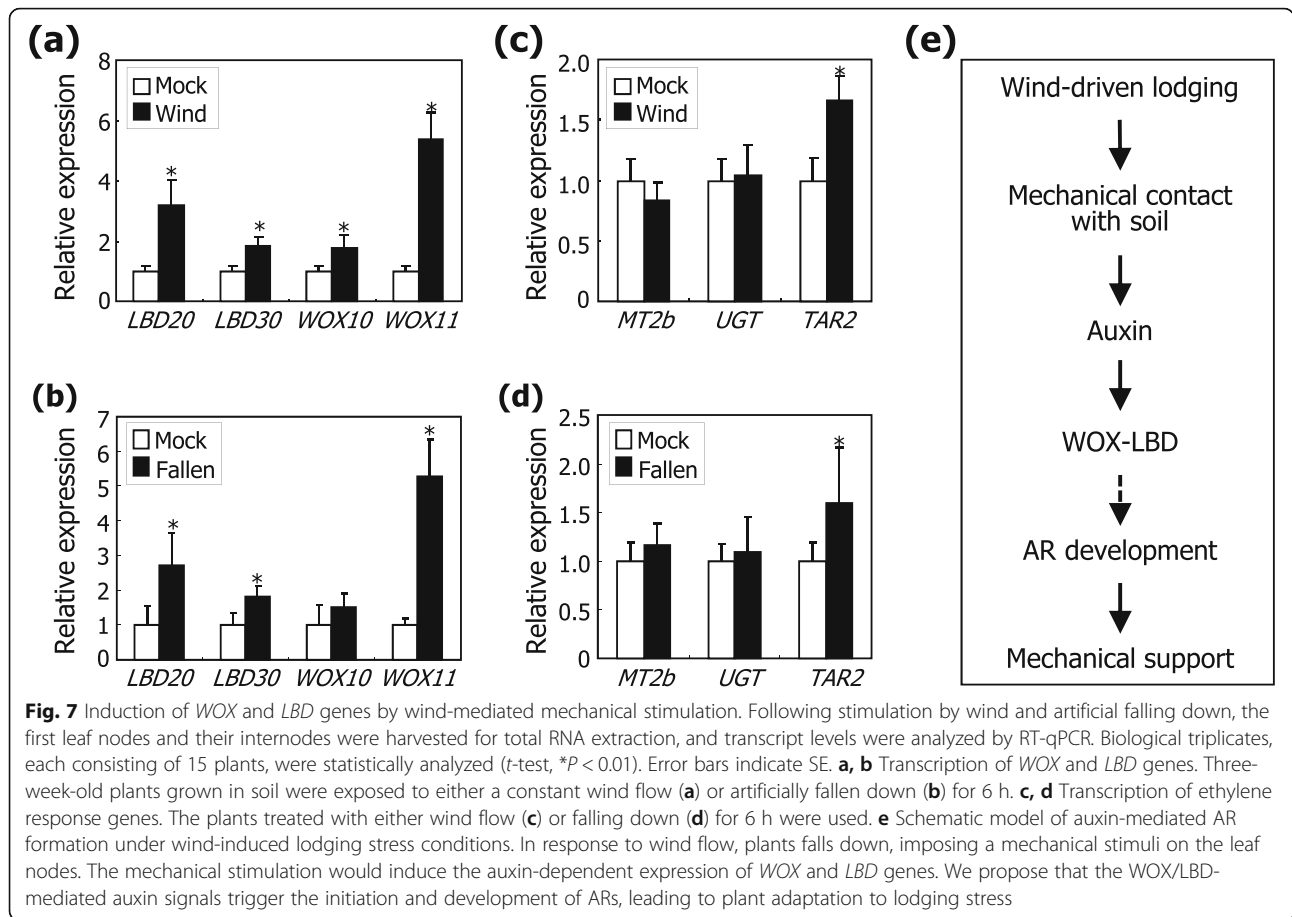 (a)
8
6
4
2
0
Relative expression
Mock
Wind
*
*
*
*
LBD20 LBD30 WOX10 WOX11
(c)
2.0
1.5
1.0
0.5
0
Relative expression
Mock
Wind
*
MT2b UGT TAR2
(e)
Wind-driven lodging
Mechanical contact
with soil
Auxin
WOX-LBD
AR development
Mechanical support
(b)
7
6
5
4
3
2
1
0
Relative expression
Mock
Fallen
*
*
*
LBD20 LBD30 WOX10 WOX11
(d)
2.5
2.0
1.5
1.0
0.5
0
Relative expression
Mock
Fallen
*
MT2b UGT TAR2
Fig. 7 Induction of WOX and LBD genes by wind-mediated mechanical stimulation. Following stimulation by wind and artificial falling down, the
first leaf nodes and their internodes were harvested for total RNA extraction, and transcript levels were analyzed by RT-qPCR. Biological triplicates,
each consisting of 15 plants, were statistically analyzed (t-test, *P < 0.01). Error bars indicate SE. a, b Transcription of WOX and LBD genes. Three-
week-old plants grown in soil were exposed to either a constant wind flow (a) or artificially fallen down (b) for 6 h. c, d Transcription of ethylene
response genes. The plants treated with either wind flow (c) or falling down (d) for 6 h were used. e Schematic model of auxin-mediated AR
formation under wind-induced lodging stress conditions. In response to wind flow, plants falls down, imposing a mechanical stimuli on the leaf
nodes. The mechanical stimulation would induce the auxin-dependent expression of WOX and LBD genes. We propose that the WOX/LBD-
mediated auxin signals trigger the initiation and development of ARs, leading to plant adaptation to lodging stress